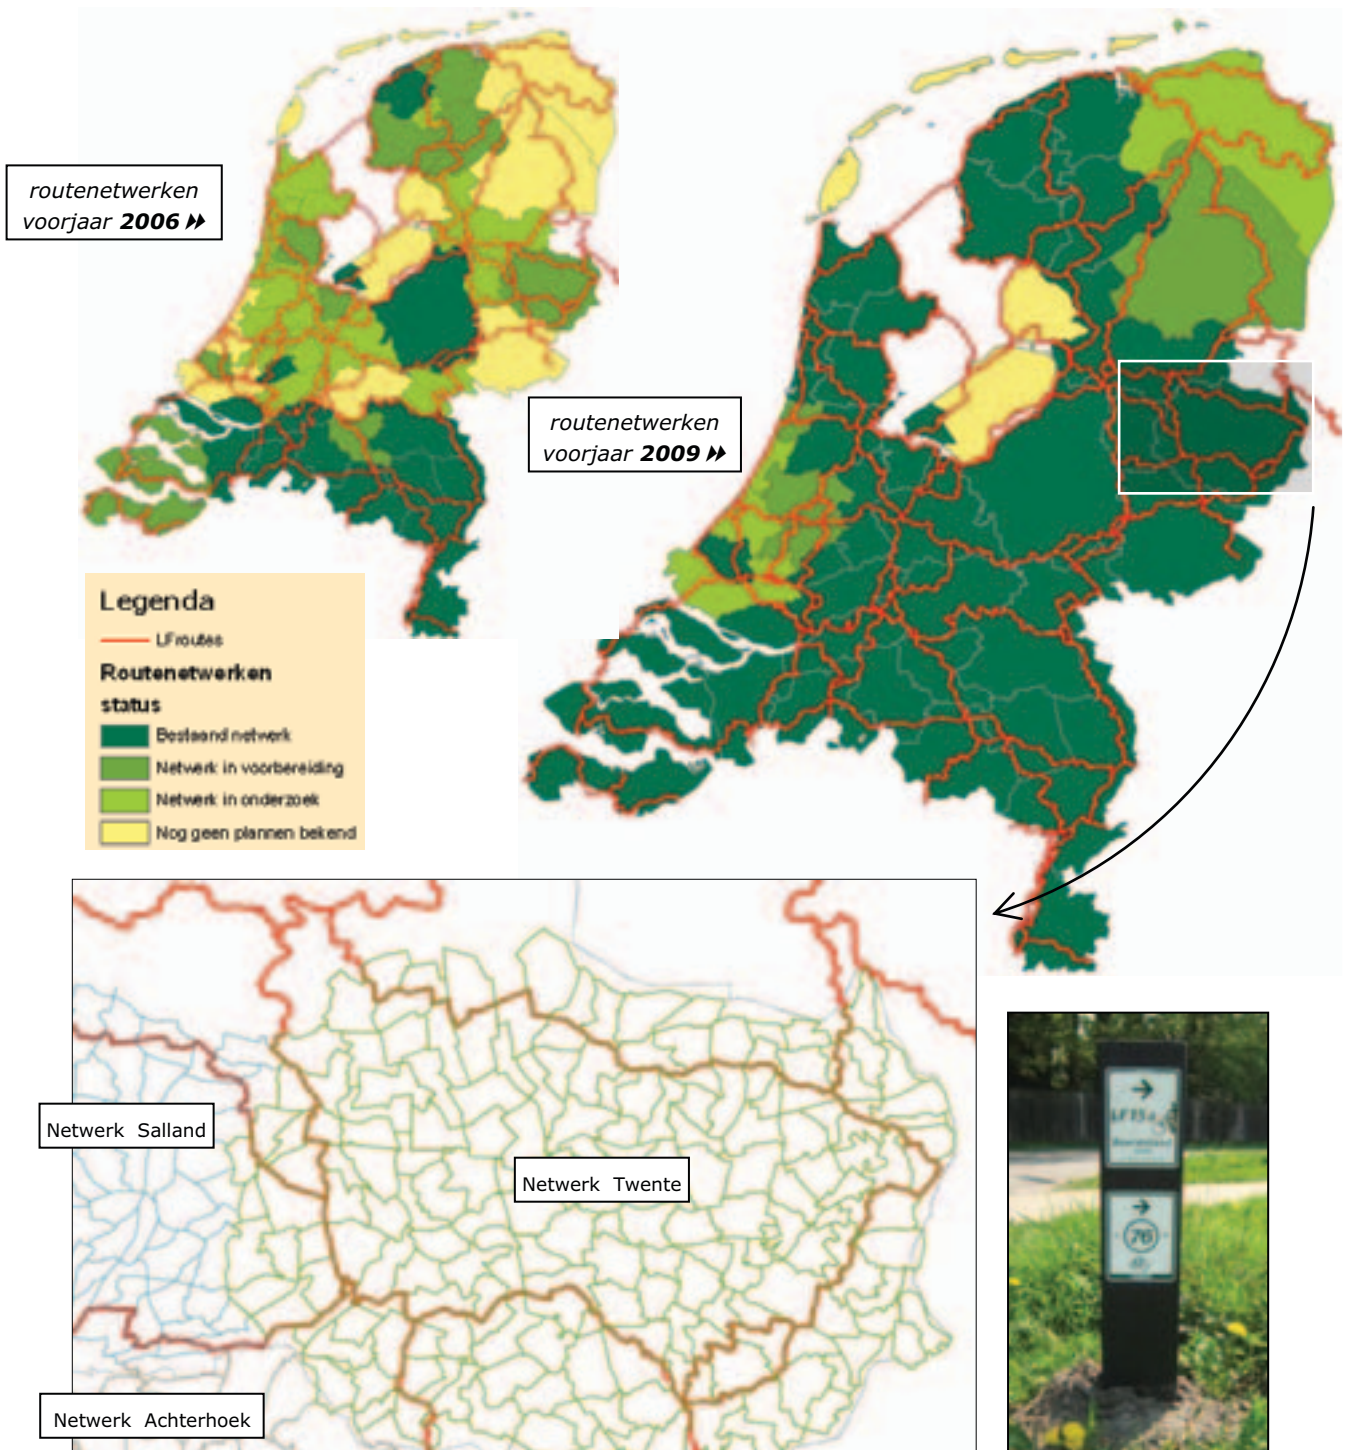 routenetwerken
voorjaar 2006
routenetwerken
voorjaar 2009
Legenda
LFroutes
Routenetwerken
status
Bestaand netwerk
Netwerk in voorbereiding
Netwerk in onderzoek
Nog geen plannen bekend
Netwerk Salland
Netwerk Twente
Netwerk Achterhoek
LF15
76